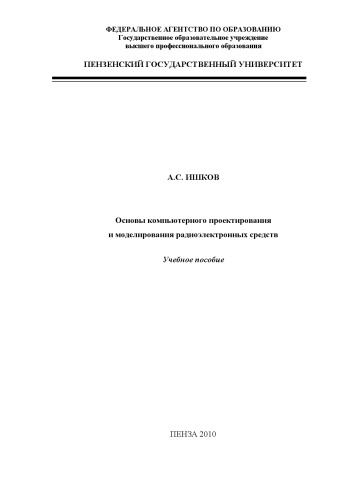 ФЕДЕРАЛЬНОЕ АГЕНТСТВО ПО ОБРАЗОВАНИЮ
Государственное образовательное учреждение
высшего профессионального образования
ПЕНЗЕНСКИЙ ГОСУДАРСТВЕННЫЙ УНИВЕРСИТЕТ
А.С. ИШКОВ
Основы компьютерного проектирования
и моделирования радиоэлектронных средств
Учебное пособие
ПЕНЗА 2010